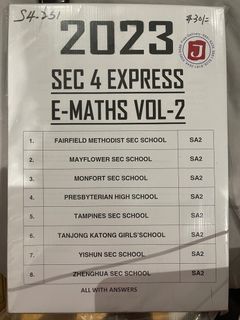 S4.351
$30/=
2023
J
SEC 4 EXPRESS
E-MATHS VOL-2
1. FAIRFIELD METHODIST SEC SCHOOL SA2
2. MAYFLOWER SEC SCHOOL SA2
3. MONFORT SEC SCHOOL SA2
4. PRESBYTERIAN HIGH SCHOOL SA2
5. TAMPINES SEC SCHOOL SA2
6. TANJONG KATONG GIRLS'SCHOOL SA2
7. YISHUN SEC SCHOOL SA2
8. ZHENGHUA SEC SCHOOL SA2
ALL WITH ANSWERS